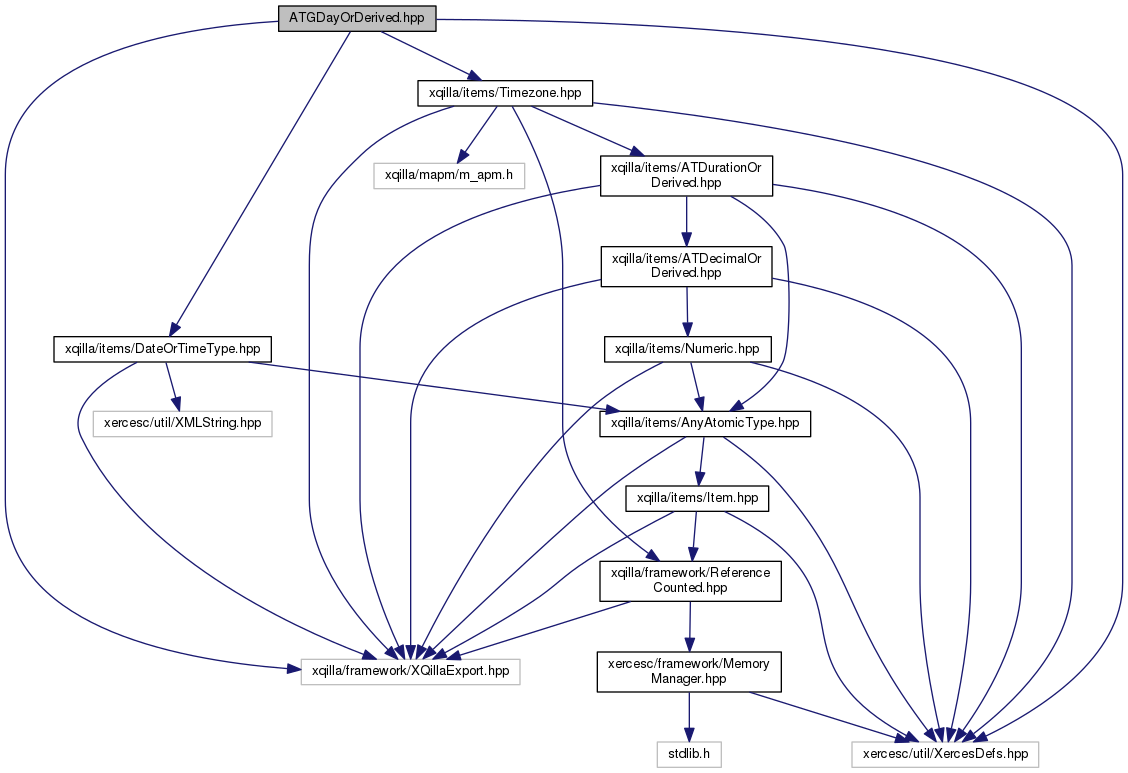 ATGDayOrDerived.hpp
xqilla/items/Timezone.hpp
xqilla/mapm/m_apm.h
xqilla/items/ATDurationOr
Derived.hpp
xqilla/items/ATDecimalOr
Derived.hpp
xqilla/items/DateOrTimeType.hpp
xqilla/items/Numeric.hpp
xercesc/util/XMLString.hpp
xqilla/items/AnyAtomicType.hpp
xqilla/items/Item.hpp
xqilla/framework/Reference
Counted.hpp
xqilla/framework/XQillaExport.hpp
xercesc/framework/Memory
Manager.hpp
stdlib.h
xercesc/util/XercesDefs.hpp